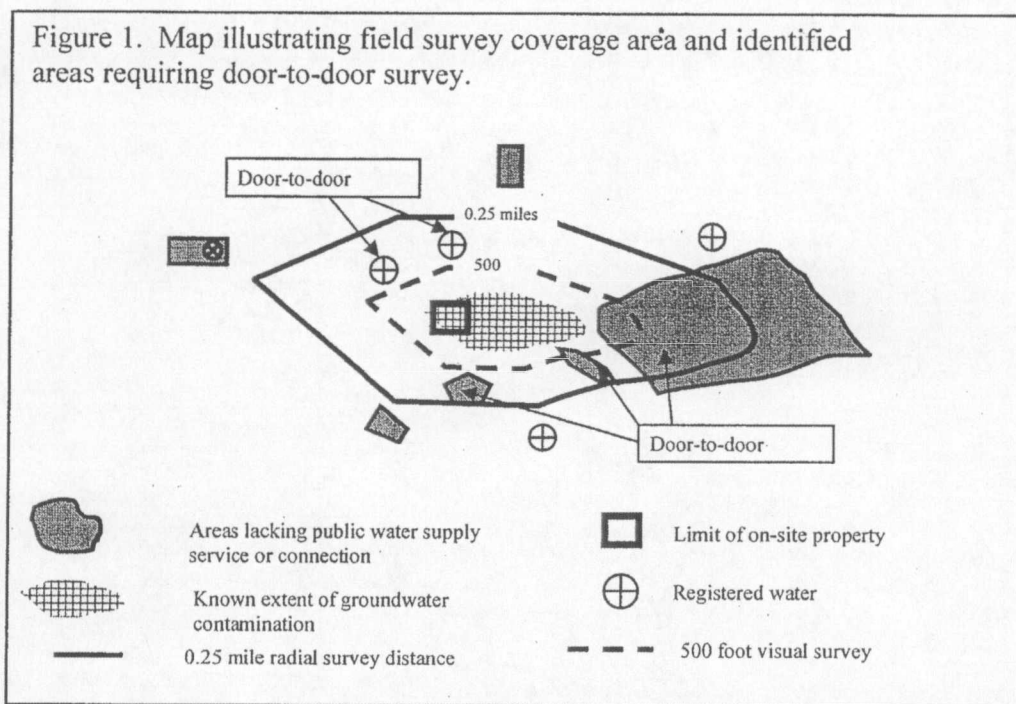 Figure 1. Map illustrating field survey coverage area and identified
areas requiring door-to-door survey.
Door-to-door
0.25 miles
500
Door-to-door
Areas lacking public water supply
service or connection
Limit of on-site property
Known extent of groundwater
contamination
Registered water
0.25 mile radial survey distance
500 foot visual survey